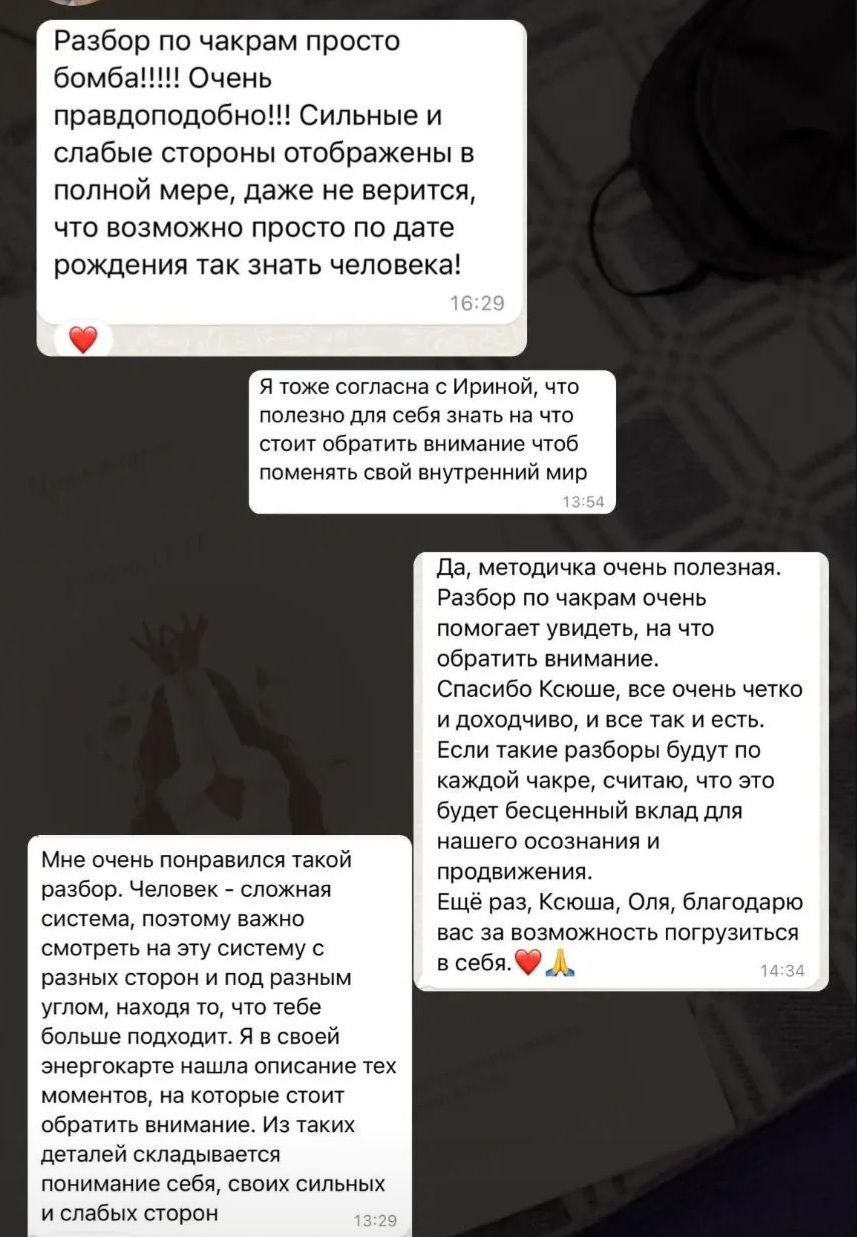 Разбор по чакрам просто
бомба!!!!! Очень
правдоподобно!!! Сильные и
слабые стороны отображены в
полной мере, даже не верится,
что возможно просто по дате
рождения так знать человека!
16:29
Я тоже согласна с Ириной, что
полезно для себя знать на что
стоит обратить внимание чтоб
поменять свой внутренний мир
13:54
Да, методичка очень полезная.
Разбор по чакрам очень
помогает увидеть, на что
обратить внимание.
Спасибо Ксюше, все очень четко
и доходчиво, и все так и есть.
Если такие разборы будут по
каждой чакре, считаю, что это
будет бесценный вклад для
нашего осознания и
продвижения.
Ещё раз, Ксюша, Оля, благодарю
вас за возможность погрузиться
в себя.❤️🙏
14:34
Мне очень понравился такой
разбор. Человек - сложная
система, поэтому важно
смотреть на эту систему с
разных сторон и под разным
углом, находя то, что тебе
больше подходит. Я в своей
энергокарте нашла описание тех
моментов, на которые стоит
обратить внимание. Из таких
деталей складывается
понимание себя, своих сильных
и слабых сторон
13:29